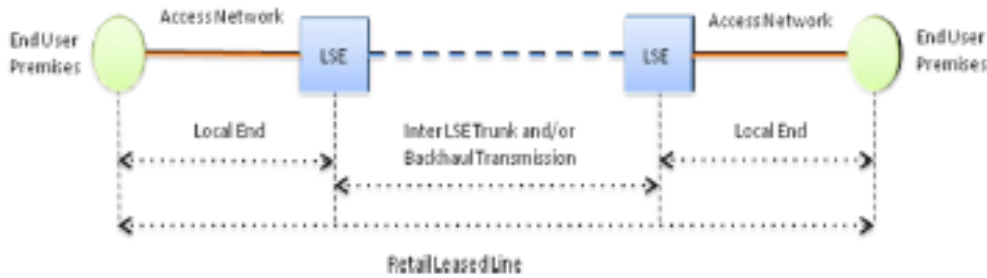 Access Network
Access Network
End User
Premises
LSE
LSE
End User
Premises
Local End
Inter LSE Trunk and/or
Backhaul Transmission
Local End
Retail Leased Line